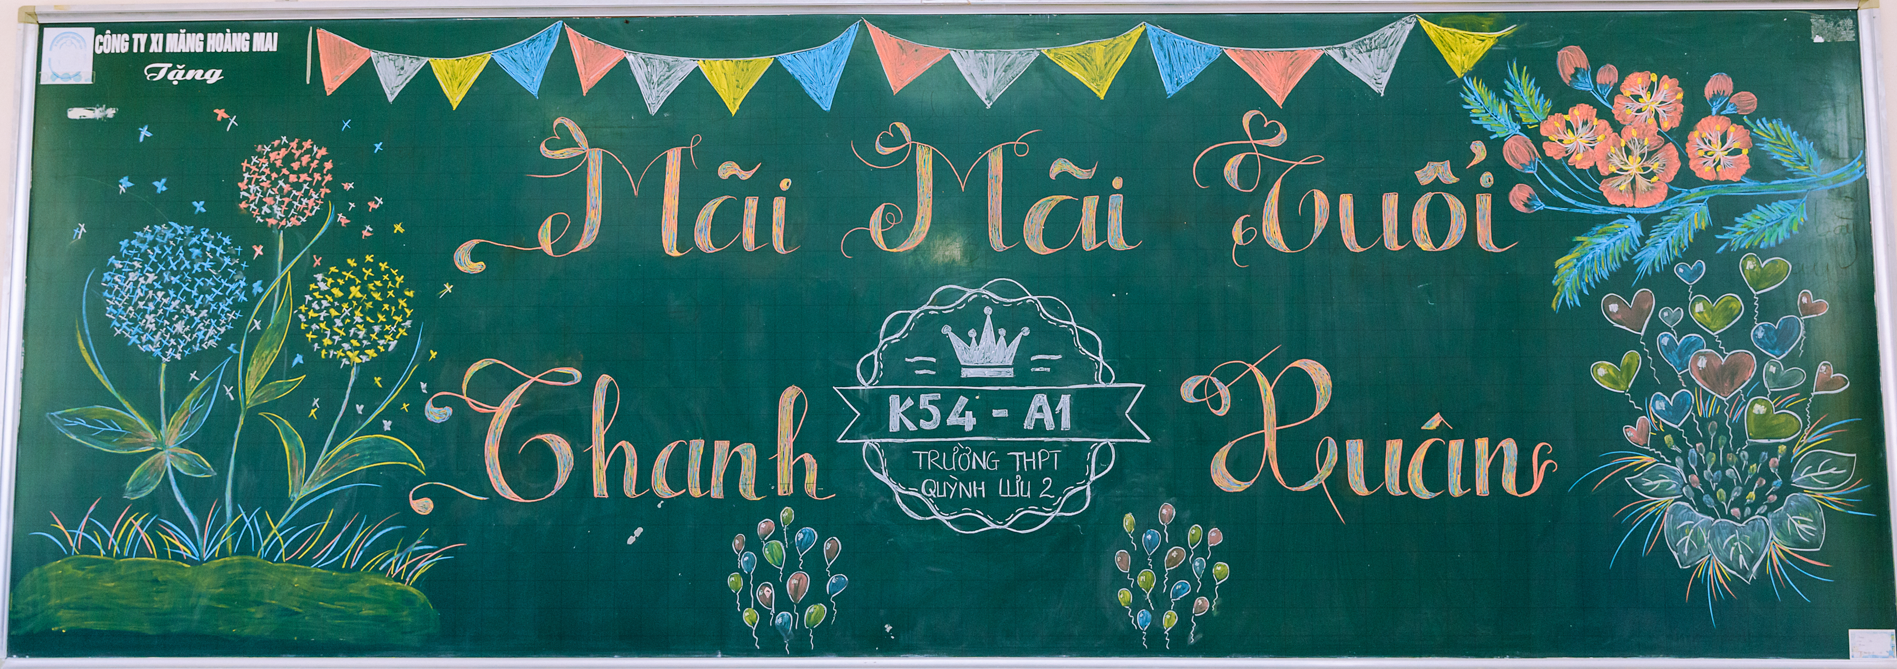 CÔNG TY XI MĂNG HOÀNG MAI
Tặng
Mãi Mãi Tuổi
Thanh Xuân
K54 - A1
TRƯỜNG THPT
QUỲNH LƯU 2